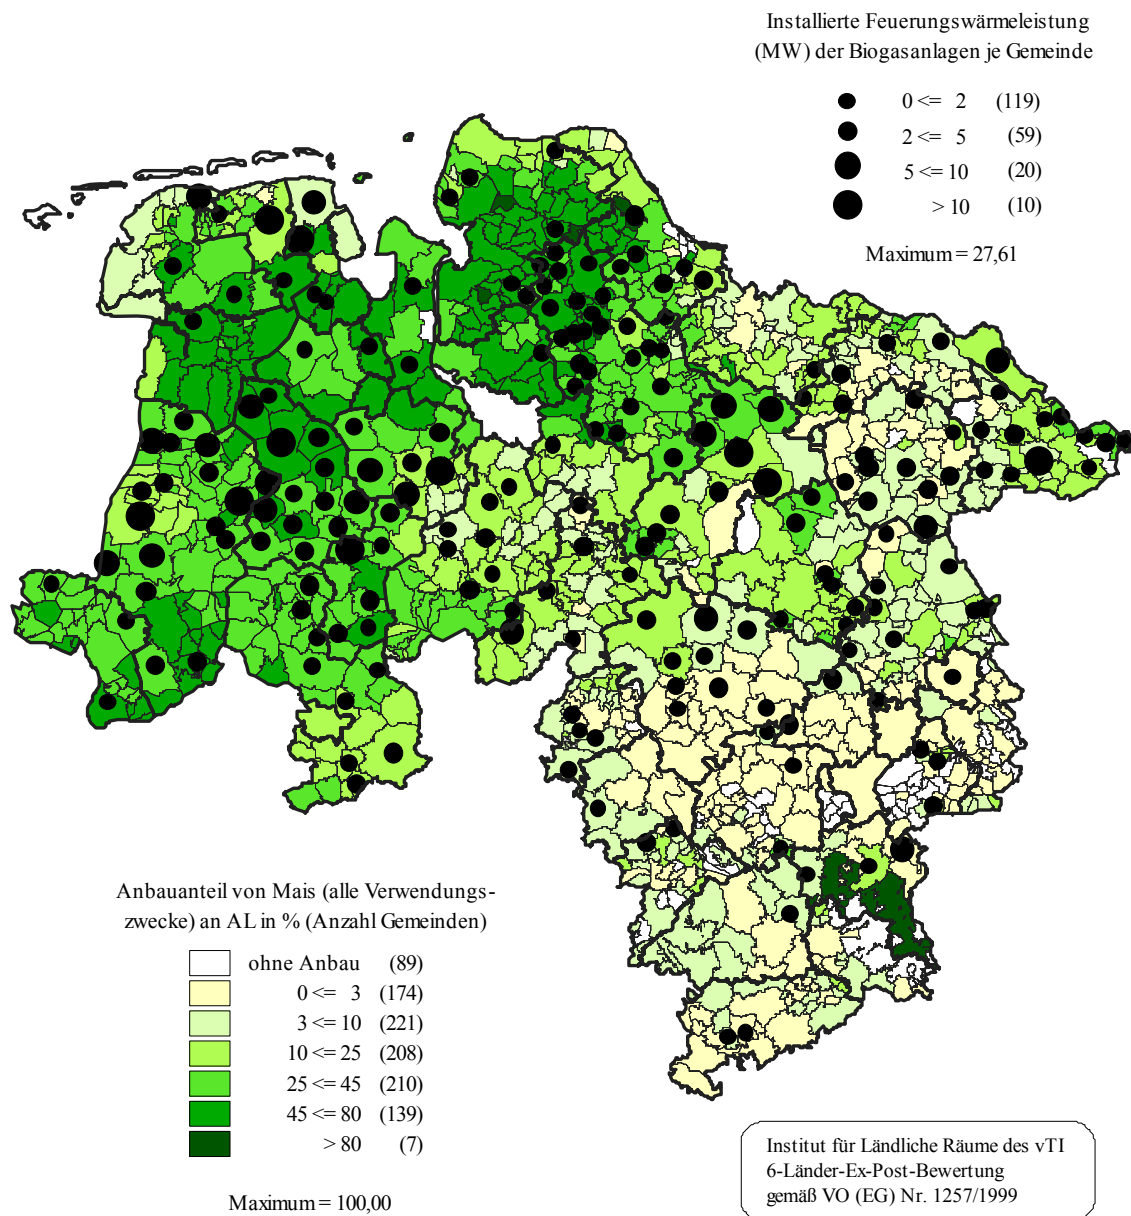 Installierte Feuerungswärmeleistung
(MW) der Biogasanlagen je Gemeinde
0 <= 2 (119)
2 <= 5 (59)
5 <= 10 (20)
> 10 (10)
Maximum = 27,61
Anbauanteil von Mais (alle Verwendungs-
zwecke) an AL in % (Anzahl Gemeinden)
ohne Anbau (89)
0 <= 3 (174)
3 <= 10 (221)
10 <= 25 (208)
25 <= 45 (210)
45 <= 80 (139)
> 80 (7)
Maximum = 100,00
Institut für Ländliche Räume des vTI
6-Länder-Ex-Post-Bewertung
gemäß VO (EG) Nr. 1257/1999